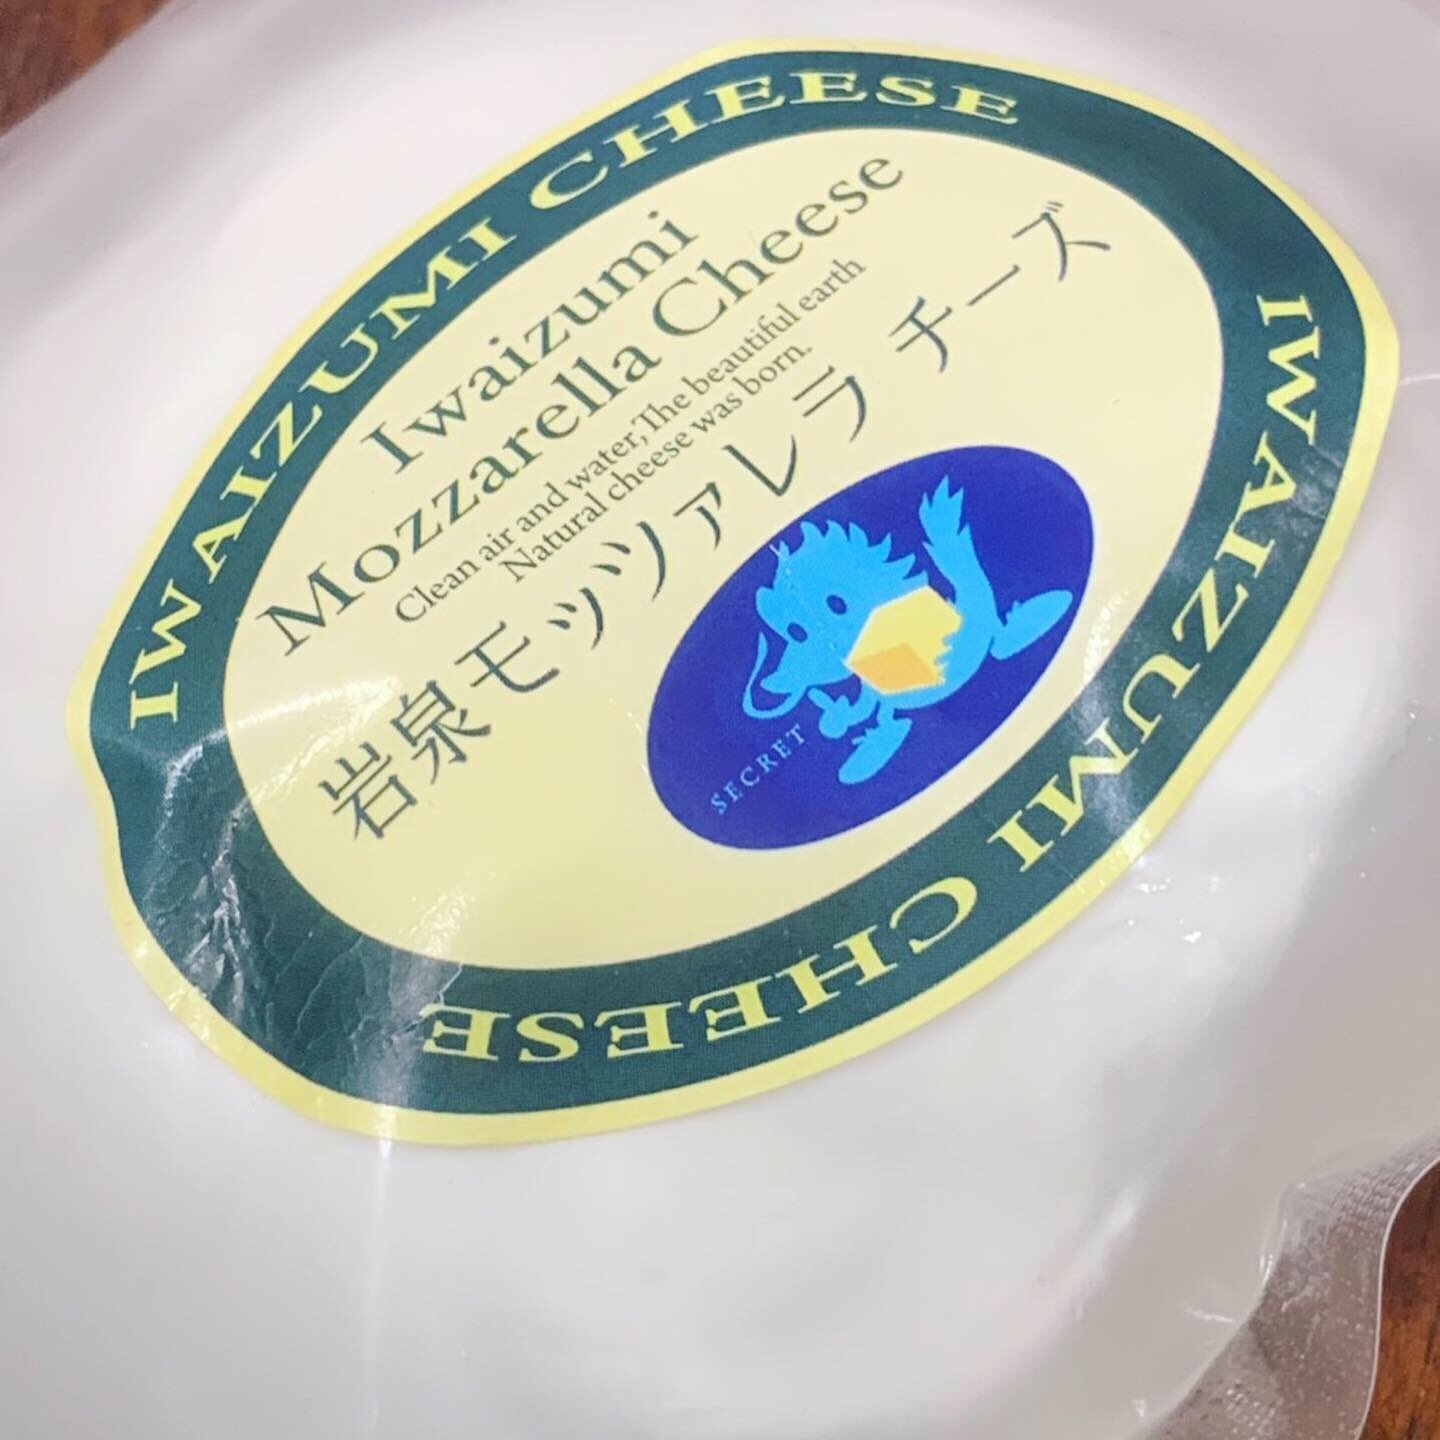 IWAIZUMI CHEESE
Iwaizumi
Mozzarella Cheese
Clean air and water,The beautiful earth
Natural cheese was born.
岩泉モッツァレラ チーズ
SECRET
IWAIZUMI CHEESE